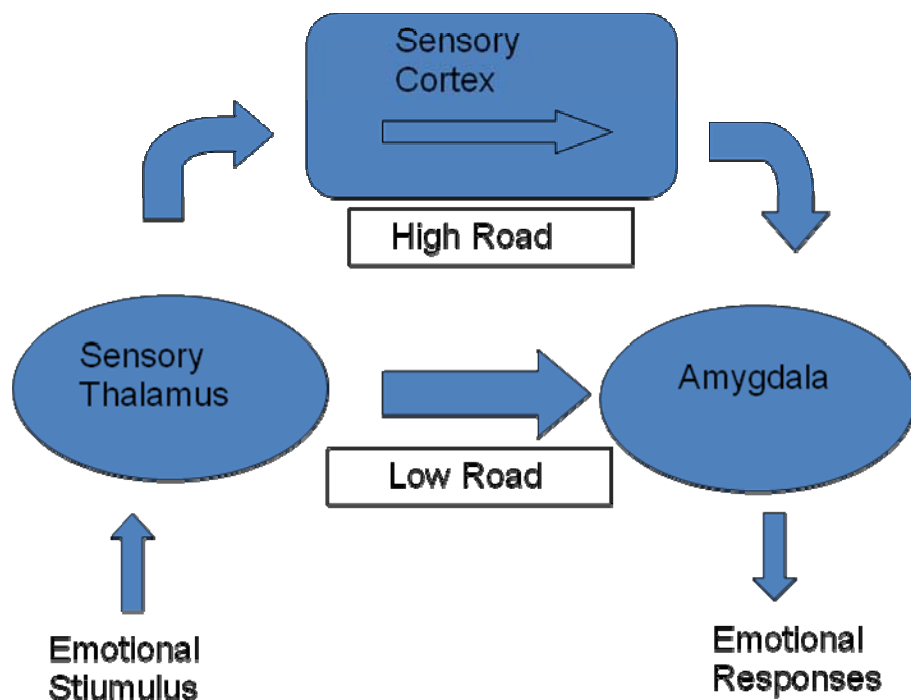 Sensory
Cortex
High Road
Sensory
Thalamus
Amygdala
Low Road
Emotional
Stiumulus
Emotional
Responses